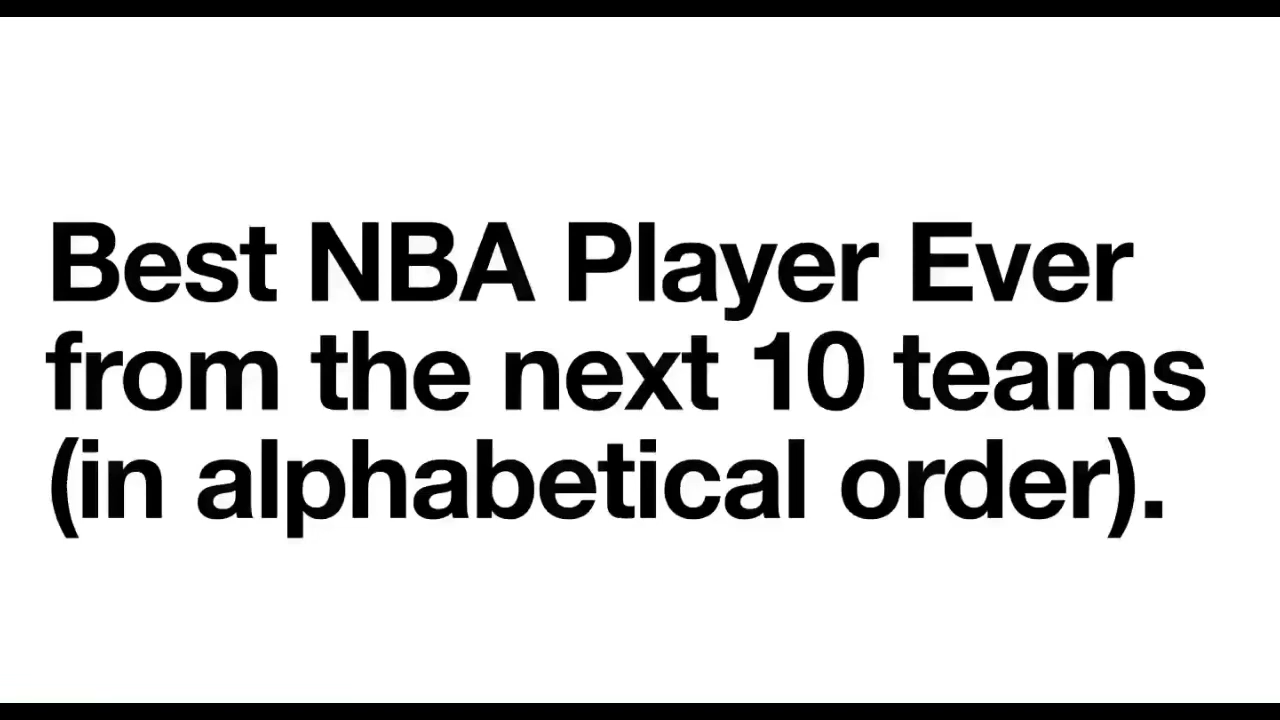 Best NBA Player Ever
from the next 10 teams
(in alphabetical order).